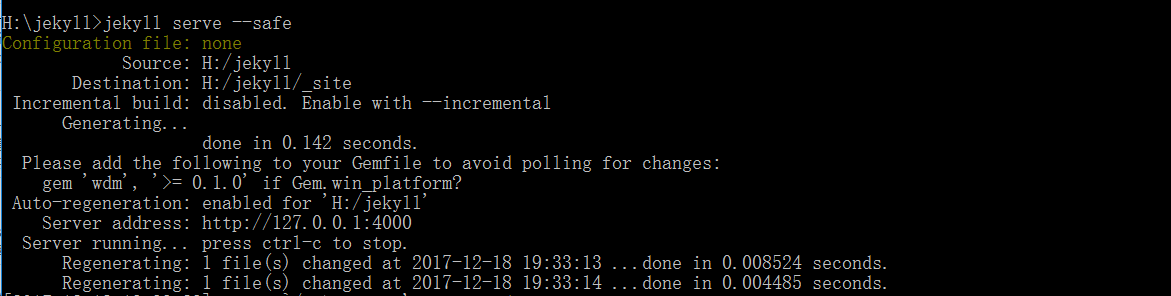 H:\jekyll>jekyll serve --safe
Configuration file: none
Source: H:/jekyll
Destination: H:/jekyll/_site
Incremental build: disabled. Enable with --incremental
Generating...
done in 0.142 seconds.
Please add the following to your Gemfile to avoid polling for changes:
gem 'wdm', '>= 0.1.0' if Gem.win_platform?
Auto-regeneration: enabled for 'H:/jekyll'
Server address: http://127.0.0.1:4000
Server running... press ctrl-c to stop.
Regenerating: 1 file(s) changed at 2017-12-18 19:33:13 ...done in 0.008524 seconds.
Regenerating: 1 file(s) changed at 2017-12-18 19:33:14 ...done in 0.004485 seconds.